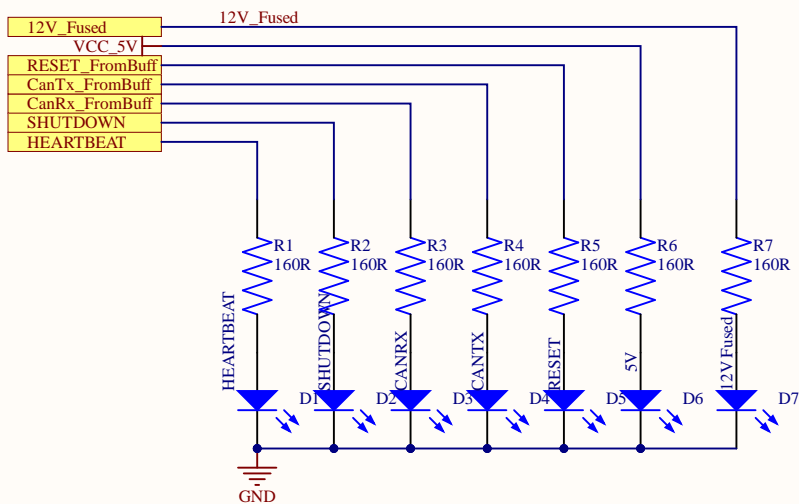 12V_Fused
12V_Fused
VCC_5V
RESET_FromBuff
CanTx_FromBuff
CanRx_FromBuff
SHUTDOWN
HEARTBEAT
R1
160R
R2
160R
R3
160R
R4
160R
R5
160R
R6
160R
R7
160R
HEARTBEAT
SHUTDOWN
CANRX
CANTX
RESET
5V
12V Fused
D1
D2
D3
D4
D5
D6
D7
GND